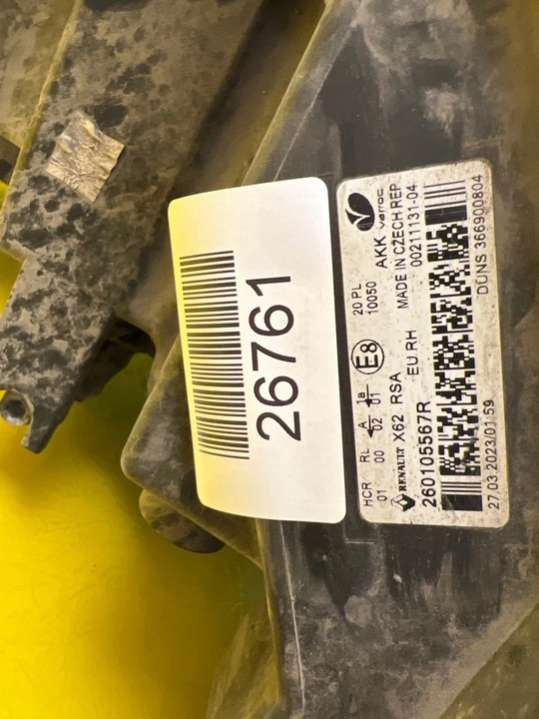 26761
HCR RL A 1a 20 PL AKK varroc
01 00 02 01 E8 10050 MADE IN CZECH REP.
RENAULT X62 RSA EU RH 00211131-04
260105567R
27.03.2023/01/59 DUNS 366900804